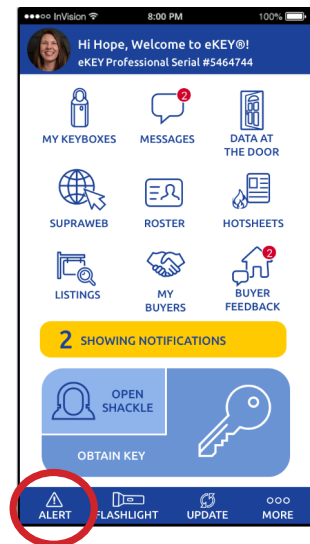 InVision 8:00 PM 100%
Hi Hope, Welcome to eKEY®!
eKEY Professional Serial #5464744
2
MY KEYBOXES MESSAGES DATA AT
THE DOOR
SUPRAWEB ROSTER HOTSHEETS
2
LISTINGS MY
BUYERS BUYER
FEEDBACK
2 SHOWING NOTIFICATIONS
OPEN
SHACKLE
OBTAIN KEY
ALERT FLASHLIGHT UPDATE MORE